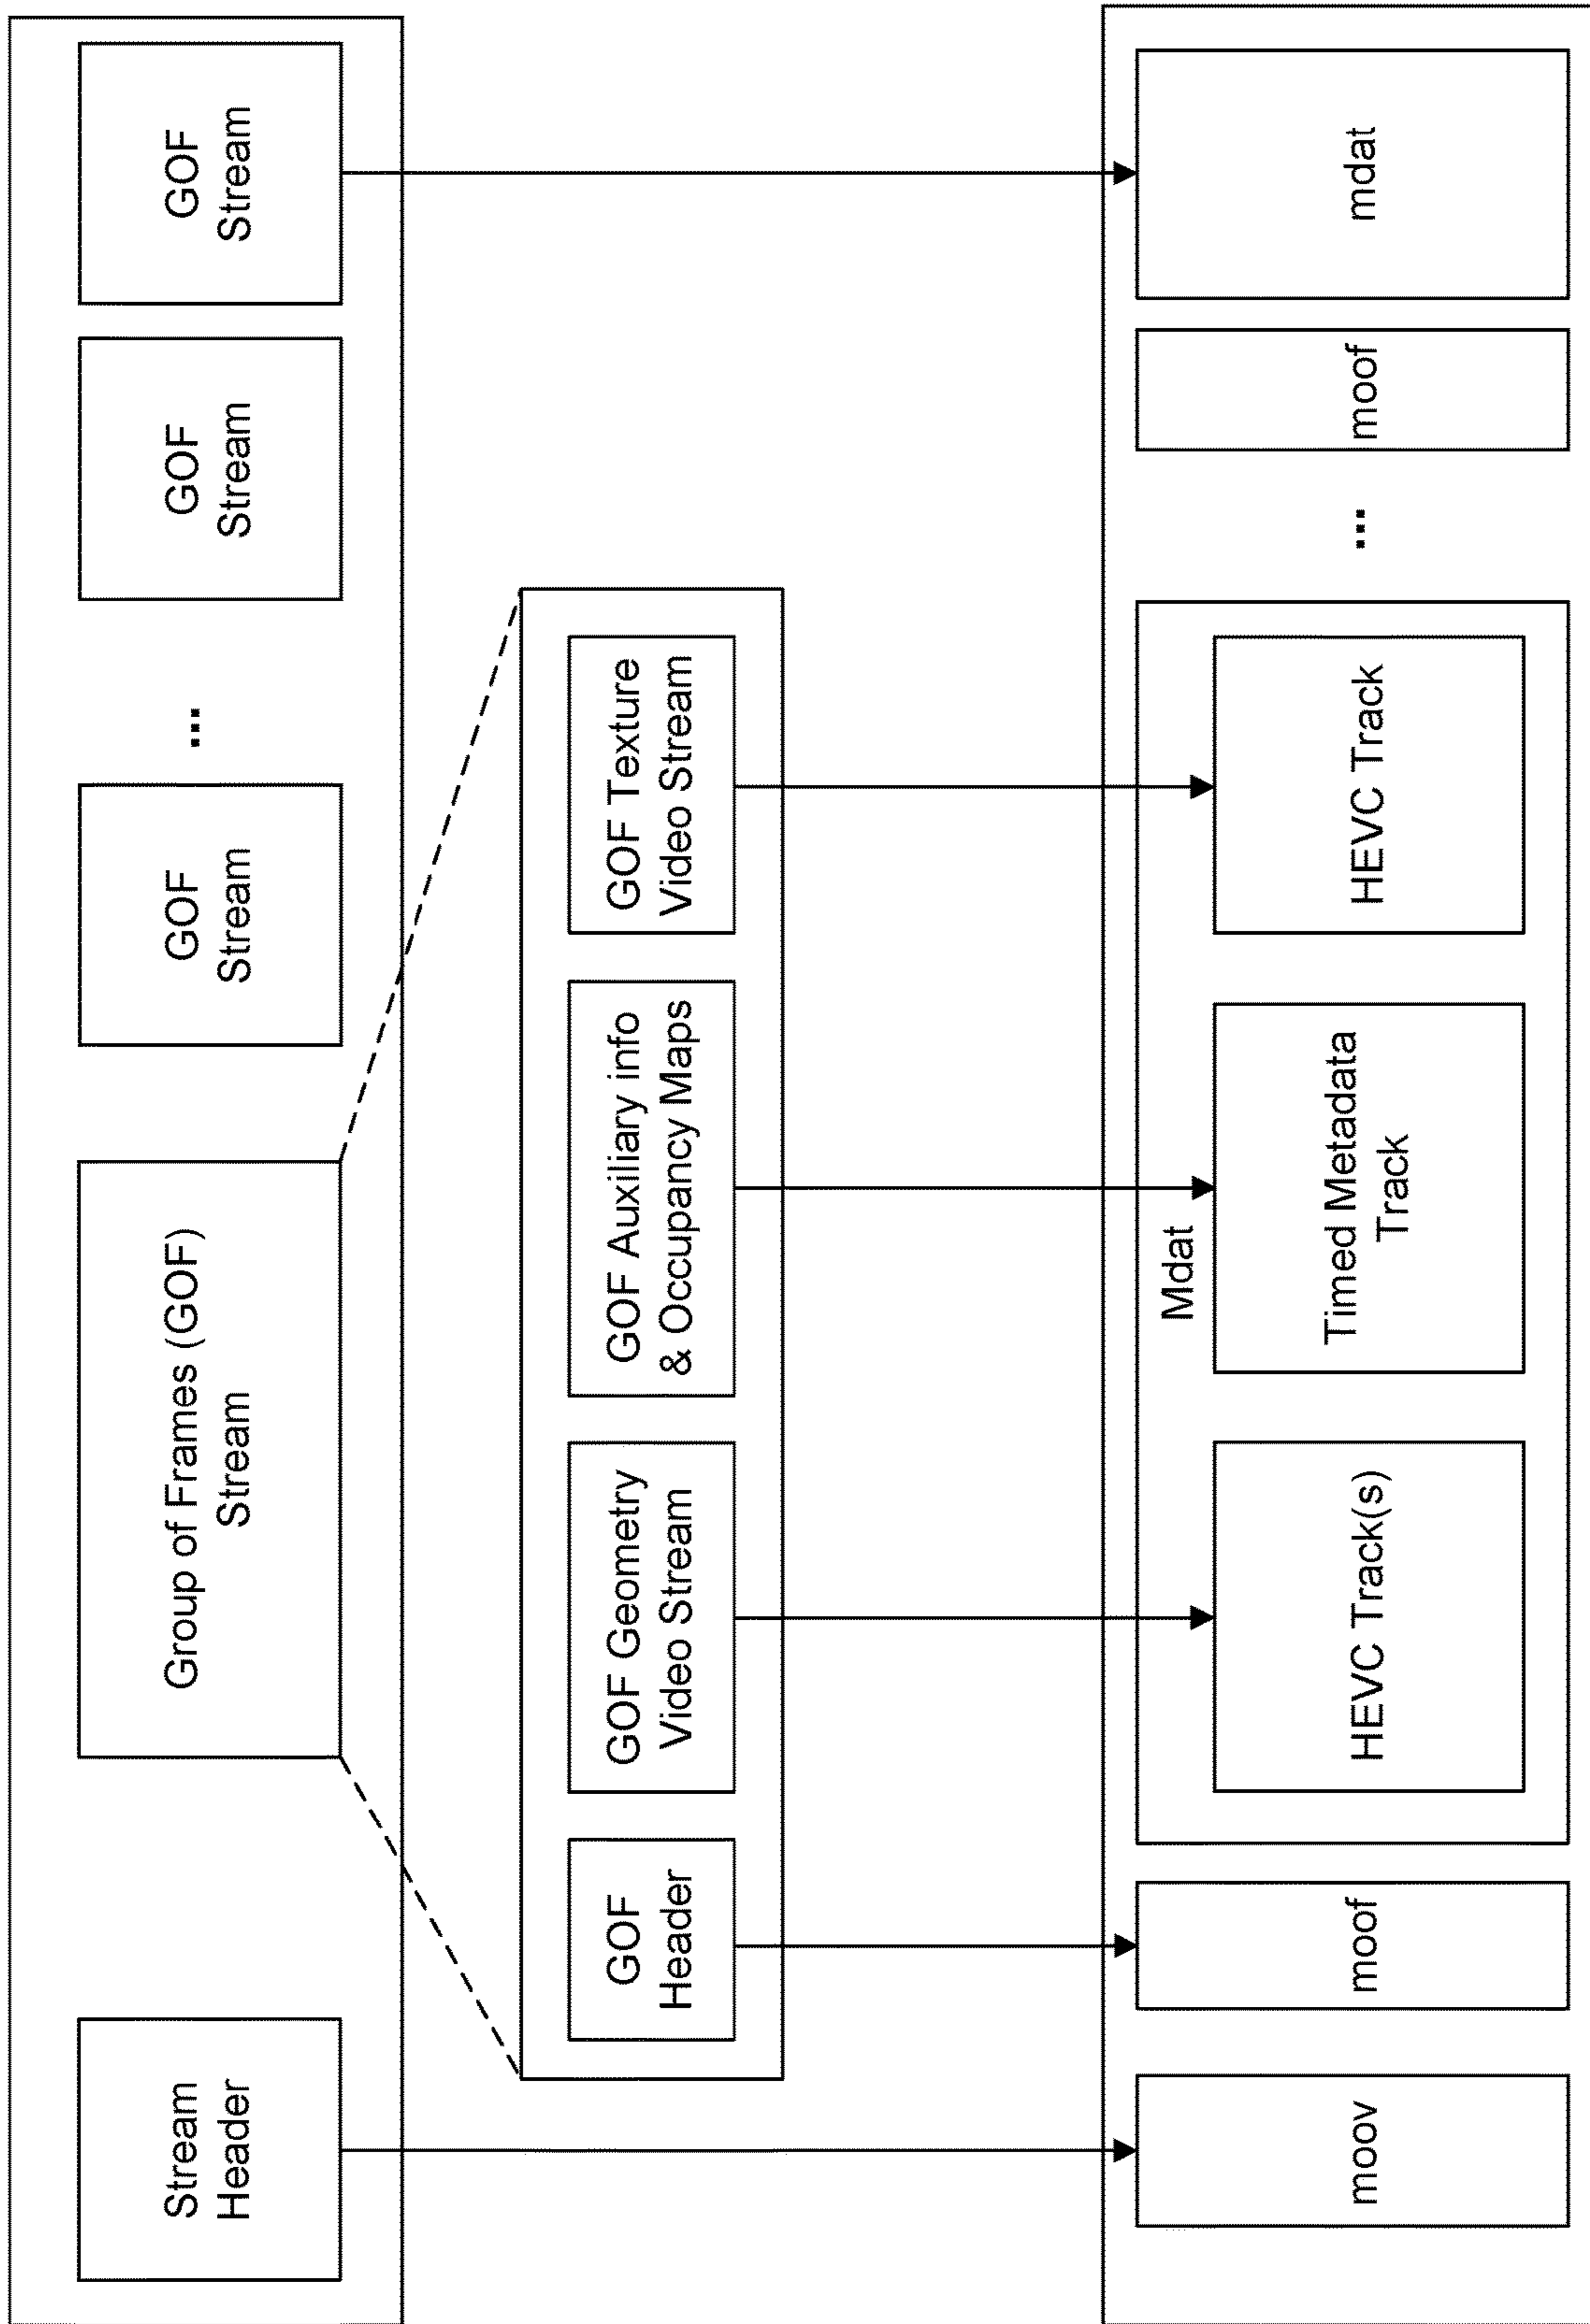 Stream
Header
Group of Frames (GOF)
Stream
GOF
Stream
...
GOF
Stream
GOF
Stream
GOF
Header
GOF Geometry
Video Stream
GOF Auxiliary info
& Occupancy Maps
GOF Texture
Video Stream
moov
moof
Mdat
HEVC Track(s)
Timed Metadata
Track
HEVC Track
...
moof
mdat